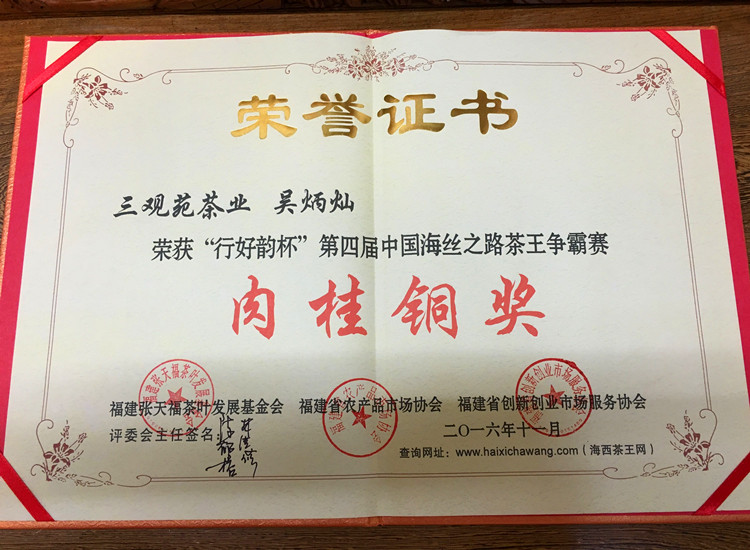 荣誉证书
三观苑茶业 吴炳灿
荣获“行好韵杯”第四届中国海丝之路茶王争霸赛
肉桂铜奖
福建张天福茶叶发展基金会 福建省农产品市场协会 福建省创新创业市场服务协会
评委会主任签名：
二〇一六年十一月
查询网址：www.haixichawang.com（海西茶王网）